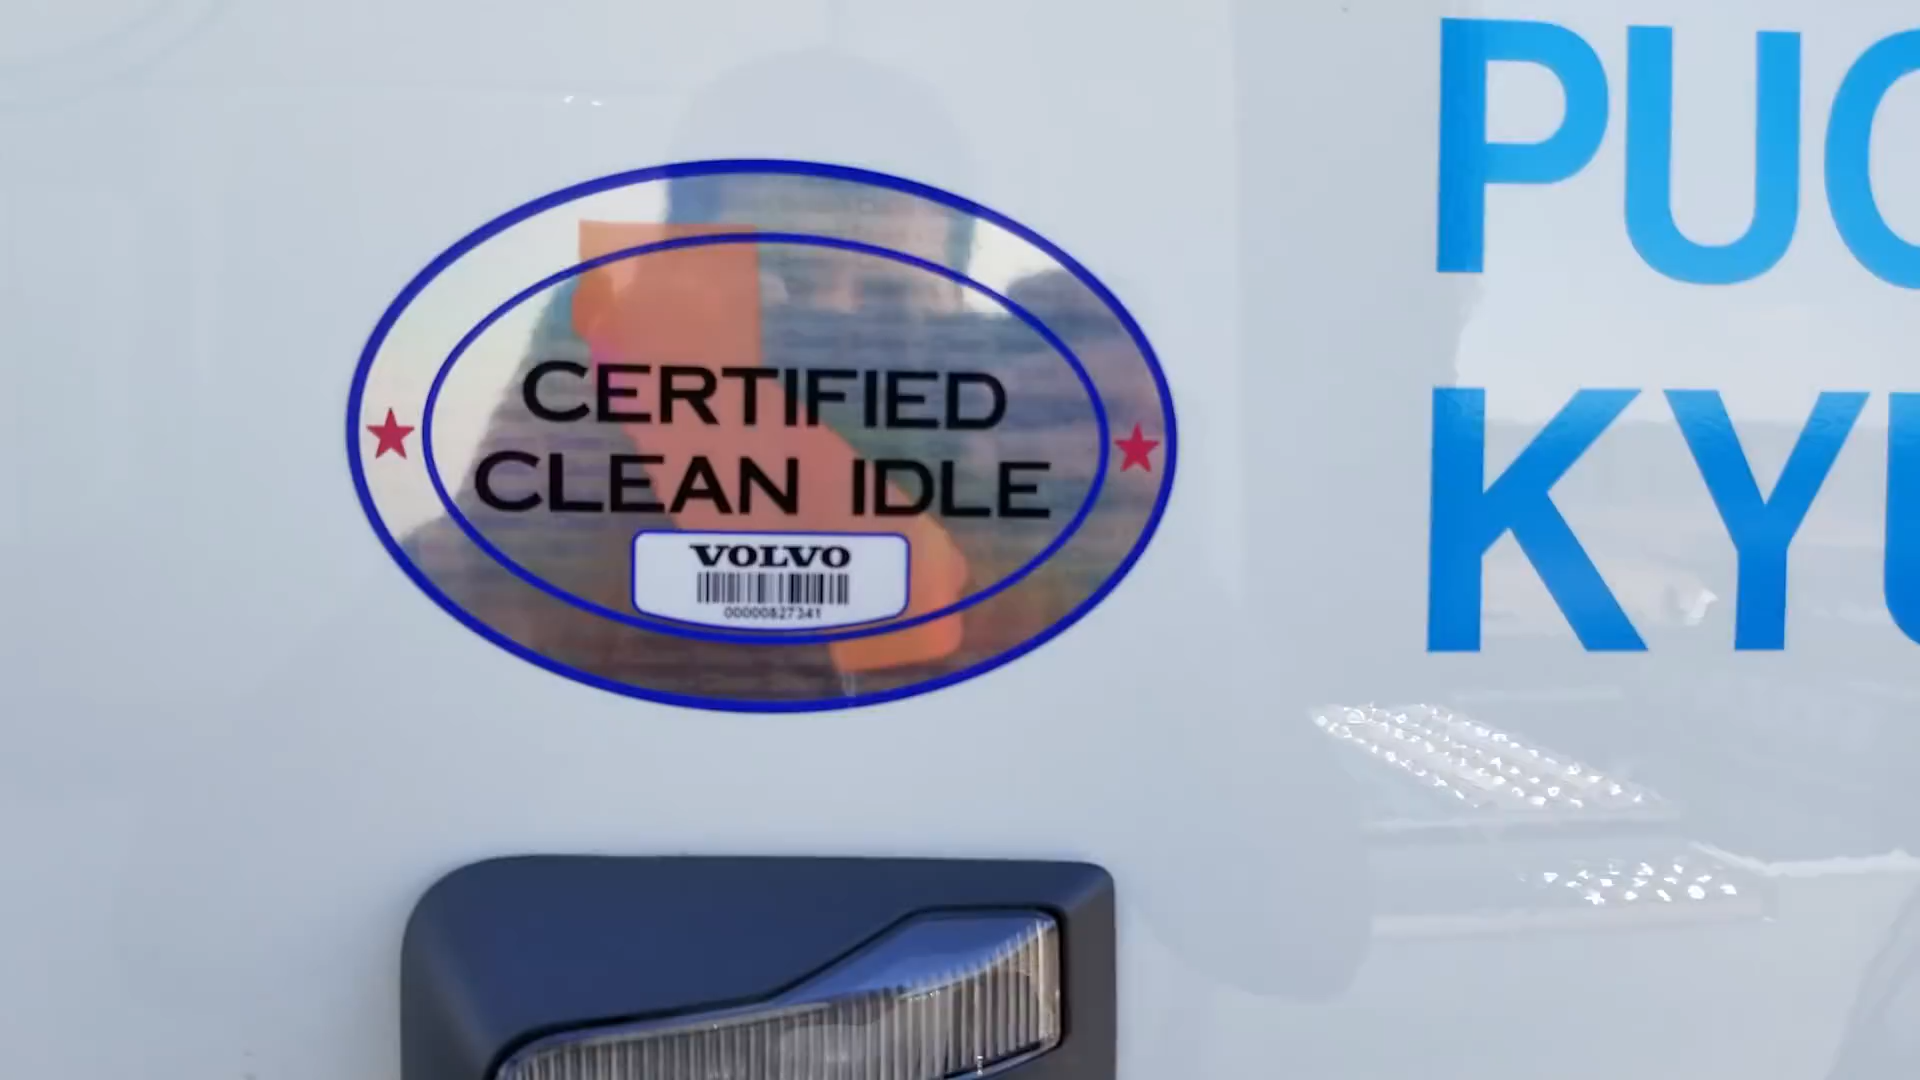 CERTIFIED
CLEAN IDLE
VOLVO
00000827341
PUC
KY